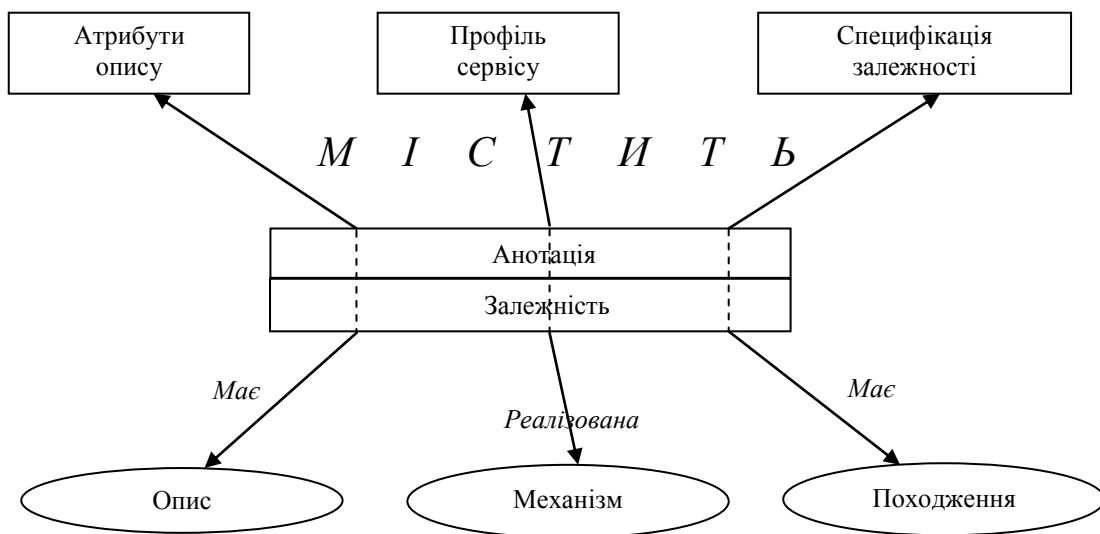 Атрибути
опису
Профіль
сервісу
Специфікація
залежності
М І С Т И Т Ь
Анотація
Залежність
Має
Реалізована
Має
Опис
Механізм
Походження